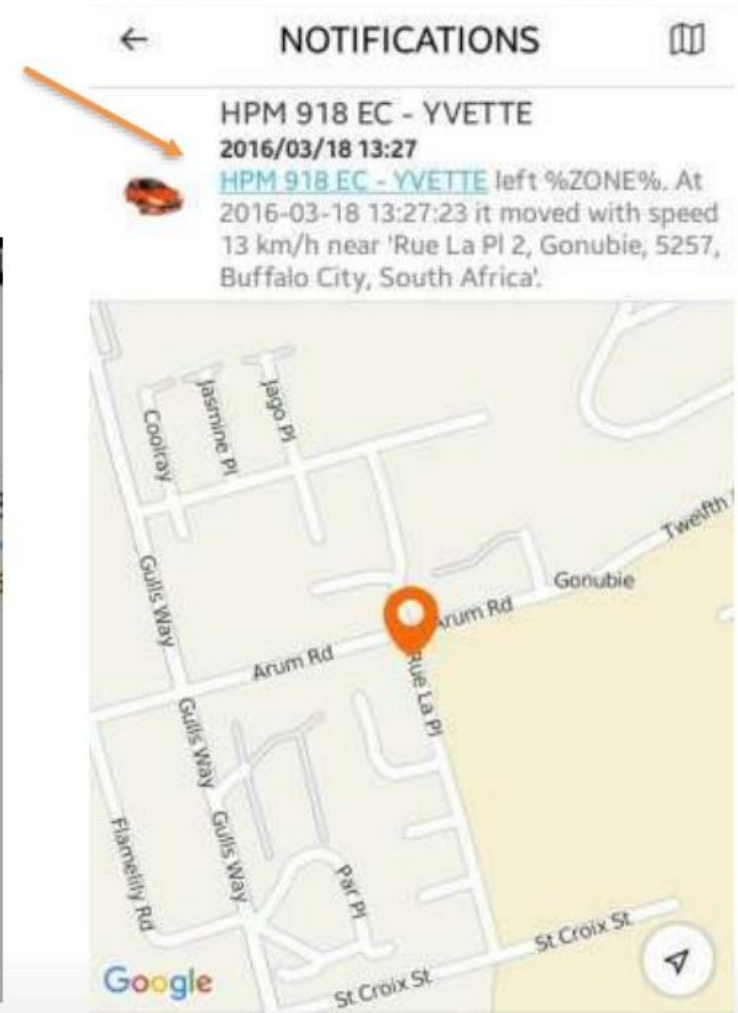 NOTIFICATIONS
HPM 918 EC - YVETTE
2016/03/18 13:27
HPM 918 EC - YVETTE left %ZONE%. At
2016-03-18 13:27:23 it moved with speed
13 km/h near 'Rue La Pl 2, Gonubie, 5257,
Buffalo City, South Africa'.
Jago Pl
Jasmine Pl
Coolray
Twelfth
Gulls Way
Gonubie
Arum Rd
Arum Rd
Rue La Pl
Gulls Way
Gulls Way
Flamelily Rd
Par Pl
St Croix St
St Croix St
Google